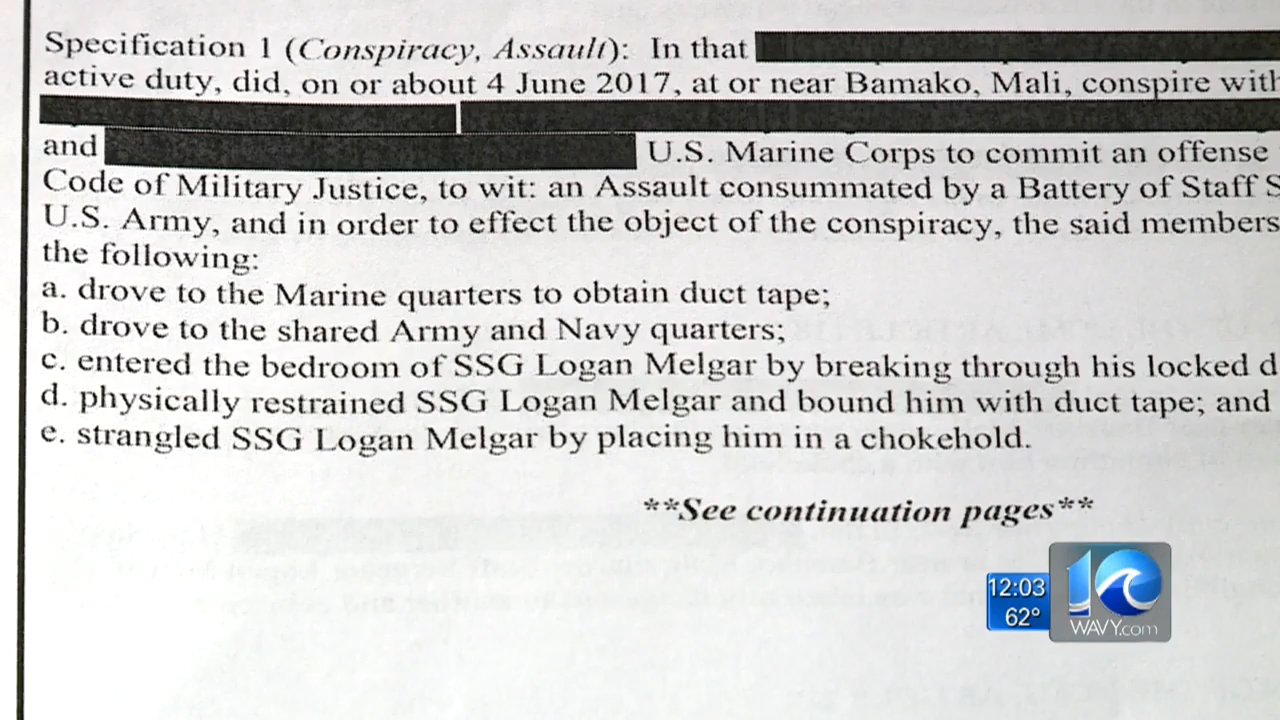 Specification 1 (Conspiracy, Assault): In that
active duty, did, on or about 4 June 2017, at or near Bamako, Mali, conspire with
and U.S. Marine Corps to commit an offense
Code of Military Justice, to wit: an Assault consummated by a Battery of Staff S
U.S. Army, and in order to effect the object of the conspiracy, the said members
the following:
a. drove to the Marine quarters to obtain duct tape;
b. drove to the shared Army and Navy quarters;
c. entered the bedroom of SSG Logan Melgar by breaking through his locked d
d. physically restrained SSG Logan Melgar and bound him with duct tape; and
e. strangled SSG Logan Melgar by placing him in a chokehold.
**See continuation pages**
12:03
62°
10
WAVY.com